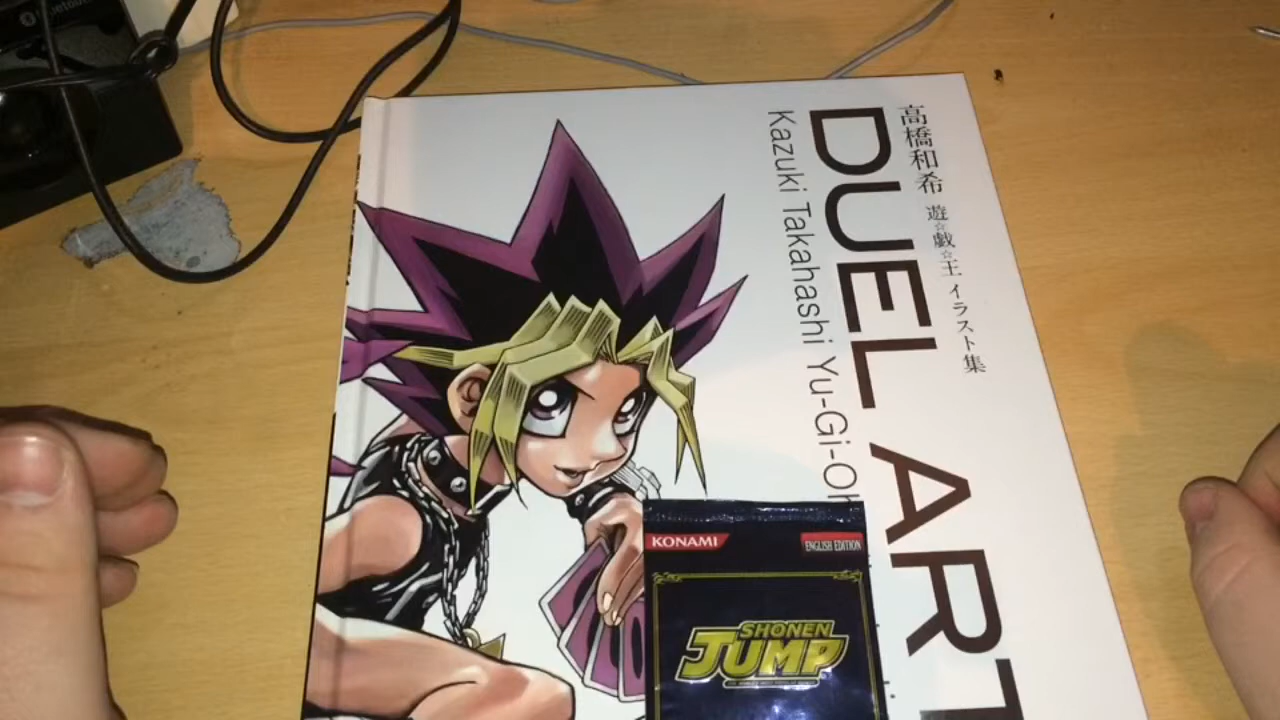 高橋和希 遊☆戯☆王 イラスト集
DUEL ART
Kazuki Takahashi Yu-Gi-Oh
KONAMI
ENGLISH EDITION
SHONEN
JUMP